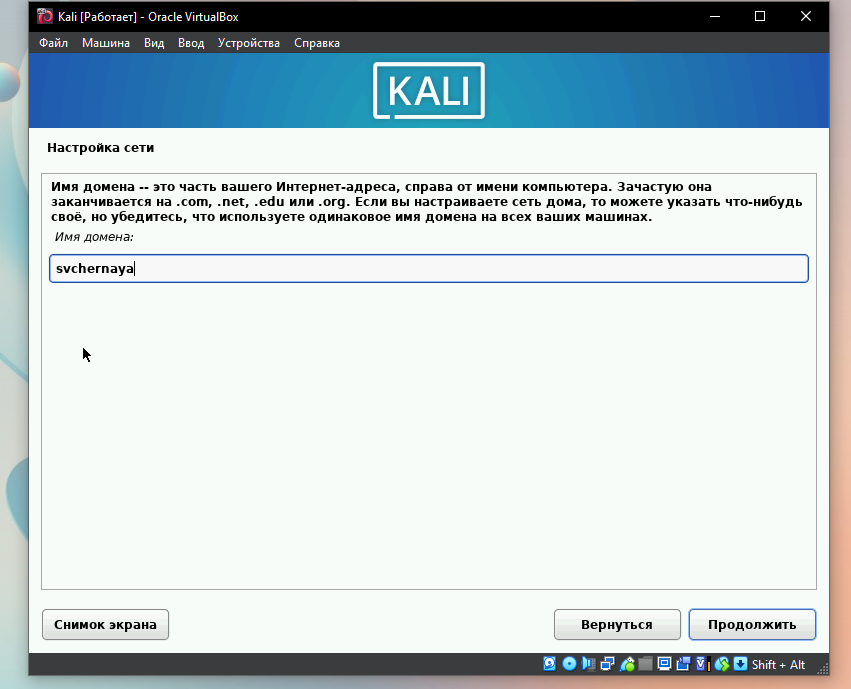 Kali [Работает] - Oracle VirtualBox
Файл Машина Вид Ввод Устройства Справка
KALI
Настройка сети
Имя домена -- это часть вашего Интернет-адреса, справа от имени компьютера. Зачастую она
заканчивается на .com, .net, .edu или .org. Если вы настраиваете сеть дома, то можете указать что-нибудь
своё, но убедитесь, что используете одинаковое имя домена на всех ваших машинах.
Имя домена:
svchernaya
Снимок экрана Вернуться Продолжить
Shift + Alt